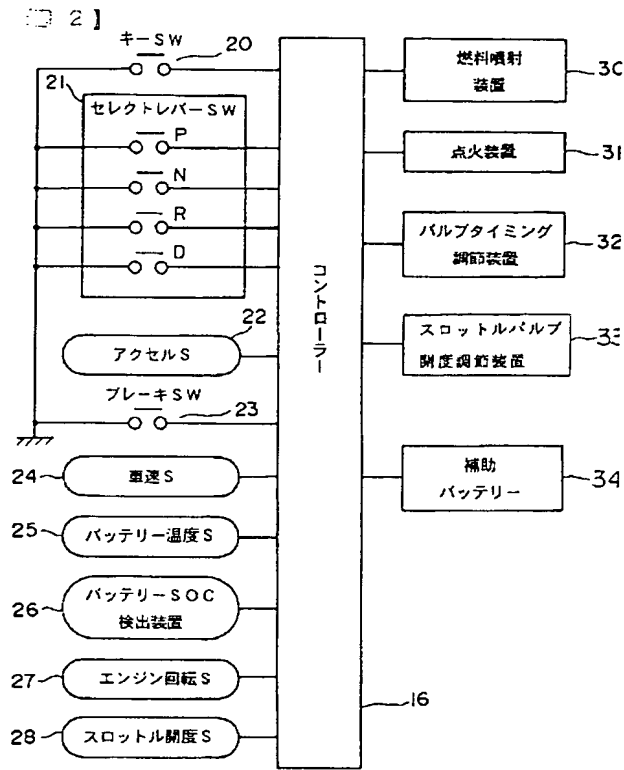 【図 2】
キーSW
20
21
セレクトレバーSW
P
N
R
D
22
アクセルS
ブレーキSW
23
24
車速S
25
バッテリー温度S
26
バッテリーSOC
検出装置
27
エンジン回転S
28
スロットル開度S
コントローラー
16
燃料噴射
装置
30
点火装置
31
バルブタイミング
調節装置
32
スロットルバルブ
開度調節装置
33
補助
バッテリー
34